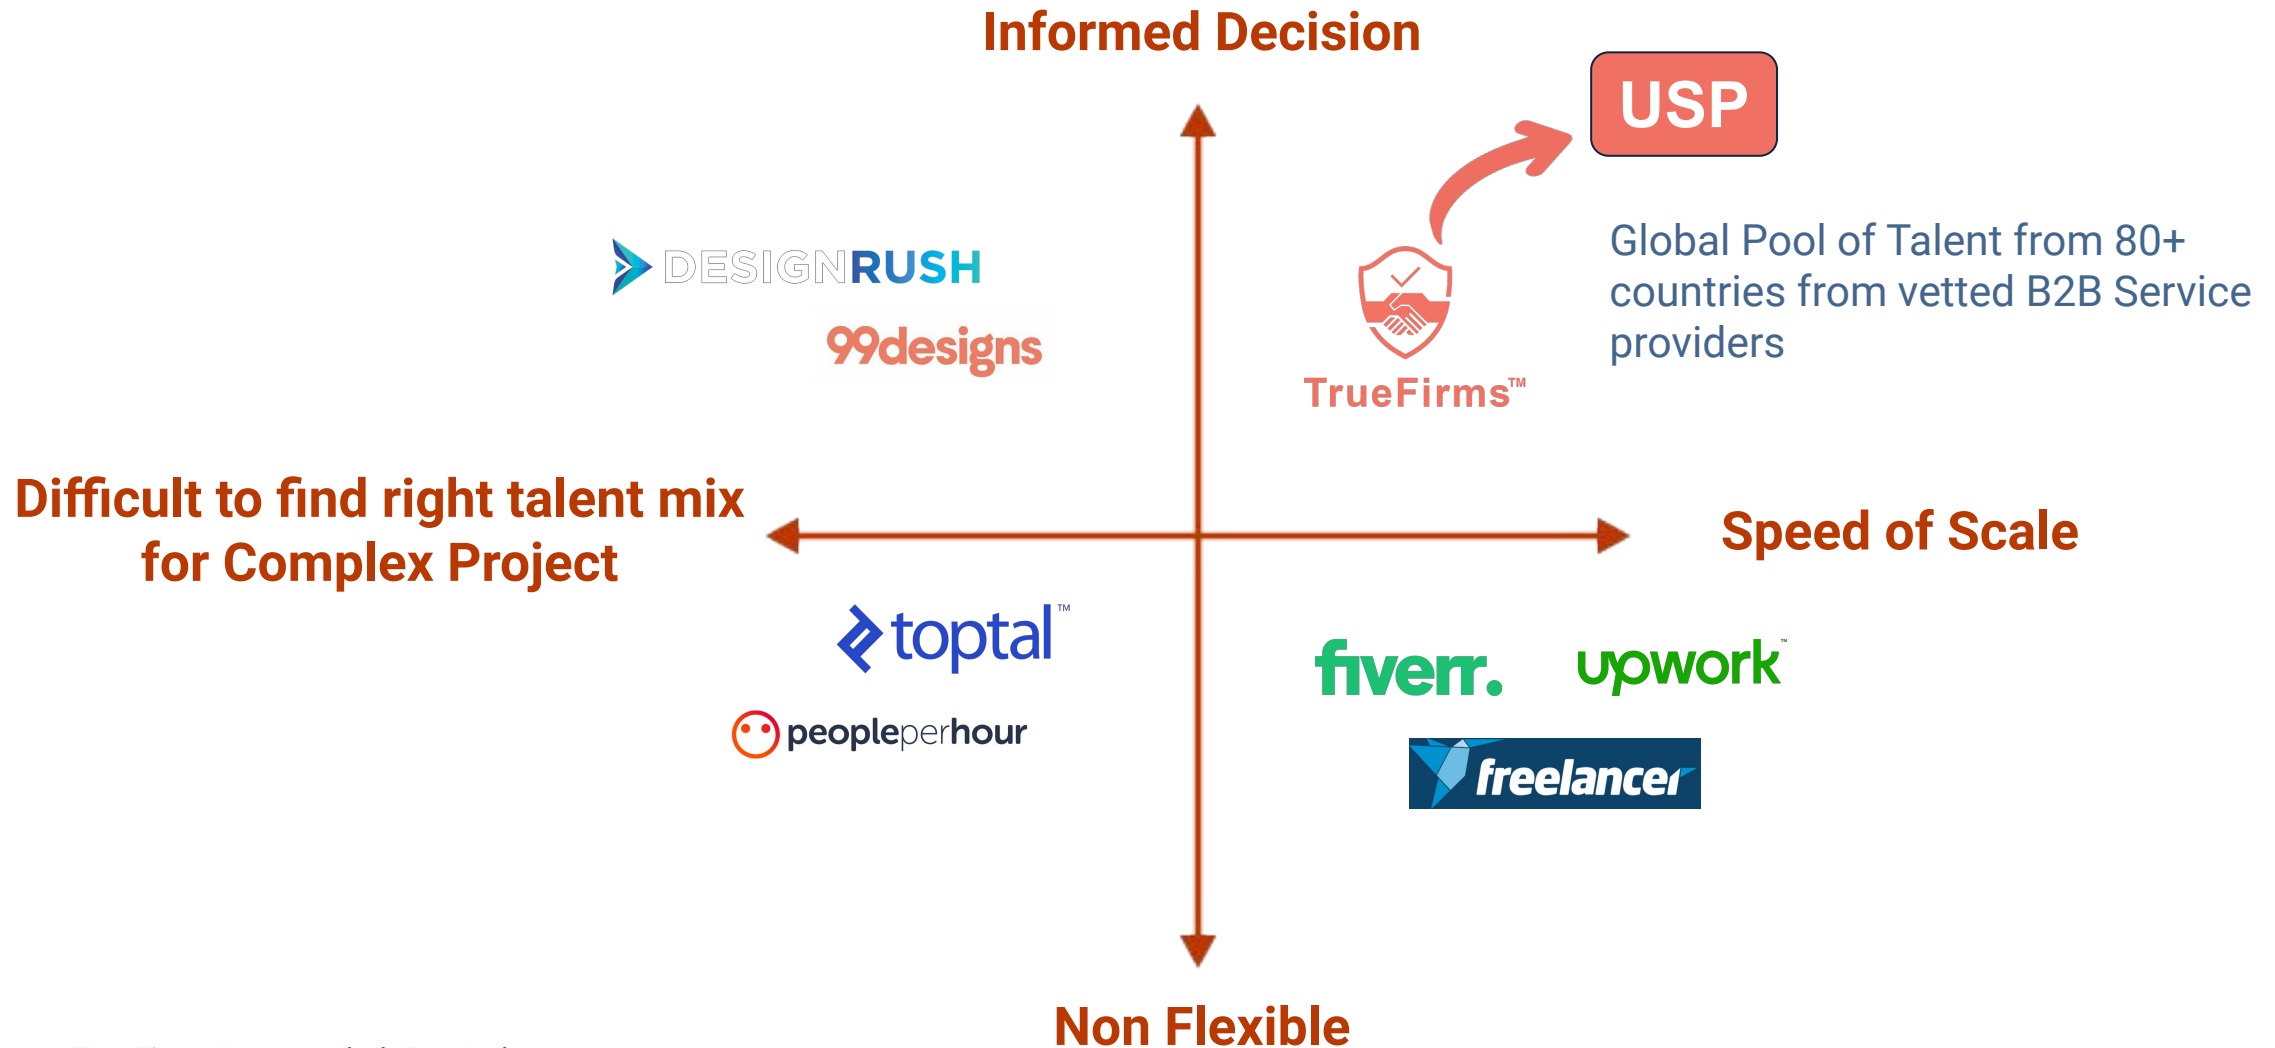 Informed Decision
USP
Global Pool of Talent from 80+
countries from vetted B2B Service
providers
DESIGNRUSH
99designs
TrueFirms™
Difficult to find right talent mix
for Complex Project
Speed of Scale
toptal™
fiverr.
upwork™
peopleperhour
freelancer
Non Flexible